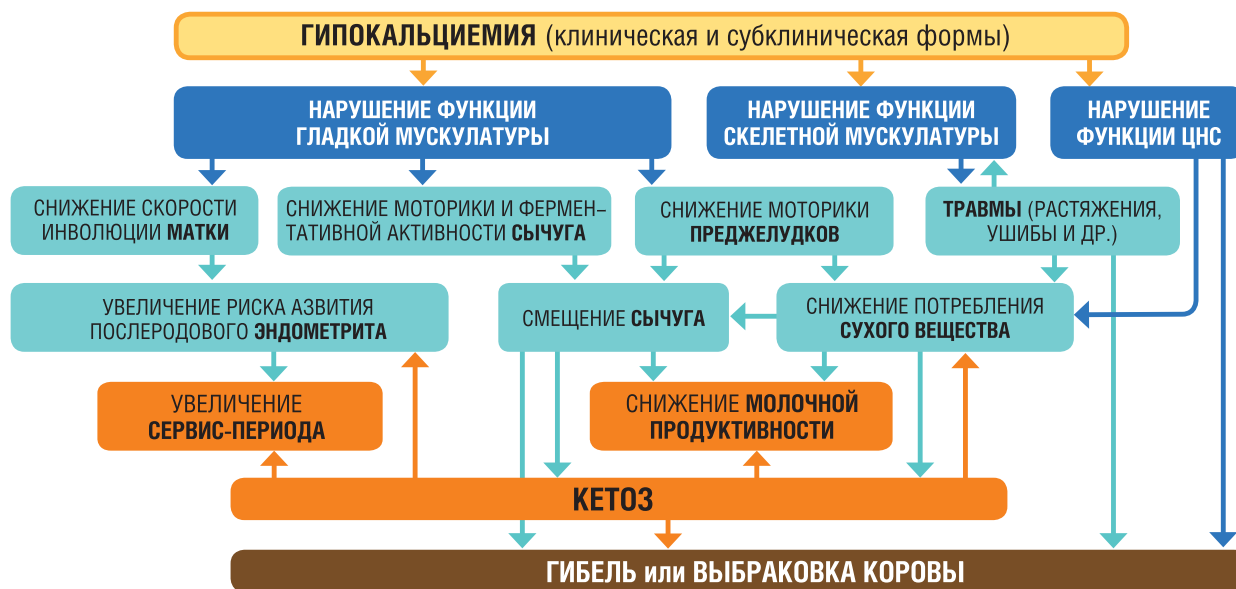 ГИПОКАЛЬЦИЕМИЯ (клиническая и субклиническая формы)
НАРУШЕНИЕ ФУНКЦИИ
ГЛАДКОЙ МУСКУЛАТУРЫ
НАРУШЕНИЕ ФУНКЦИИ
СКЕЛЕТНОЙ МУСКУЛАТУРЫ
НАРУШЕНИЕ
ФУНКЦИИ ЦНС
СНИЖЕНИЕ СКОРОСТИ
ИНВОЛЮЦИИ МАТКИ
СНИЖЕНИЕ МОТОРИКИ И ФЕРМЕН–
ТАТИВНОЙ АКТИВНОСТИ СЫЧУГА
СНИЖЕНИЕ МОТОРИКИ
ПРЕДЖЕЛУДКОВ
ТРАВМЫ (РАСТЯЖЕНИЯ,
УШИБЫ И ДР.)
УВЕЛИЧЕНИЕ РИСКА АЗВИТИЯ
ПОСЛЕРОДОВОГО ЭНДОМЕТРИТА
СМЕЩЕНИЕ СЫЧУГА
СНИЖЕНИЕ ПОТРЕБЛЕНИЯ
СУХОГО ВЕЩЕСТВА
УВЕЛИЧЕНИЕ
СЕРВИС-ПЕРИОДА
СНИЖЕНИЕ МОЛОЧНОЙ
ПРОДУКТИВНОСТИ
КЕТОЗ
ГИБЕЛЬ или ВЫБРАКОВКА КОРОВЫ